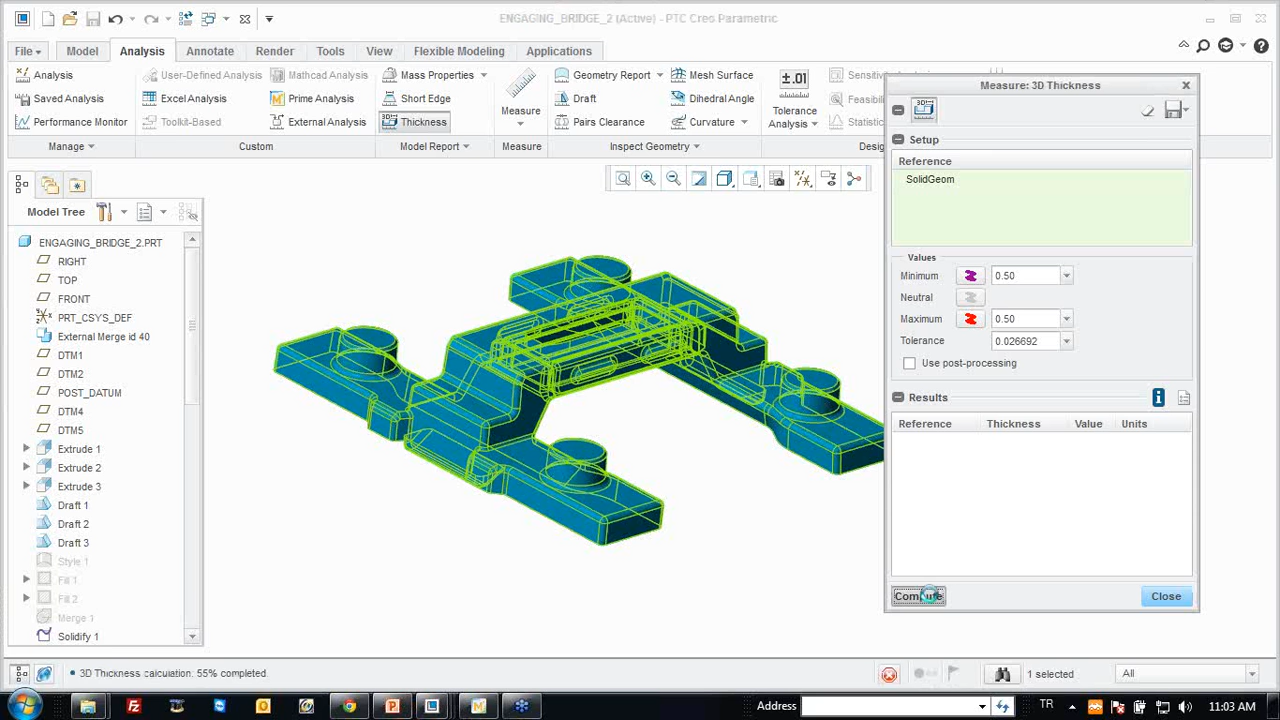 ENGAGING_BRIDGE_2 (Active) - PTC Creo Parametric
File
Model
Analysis
Annotate
Render
Tools
View
Flexible Modeling
Applications
Analysis
Saved Analysis
Performance Monitor
Manage
User-Defined Analysis
Excel Analysis
Toolkit-Based
Mathcad Analysis
Prime Analysis
External Analysis
Custom
Mass Properties
Short Edge
Thickness
Model Report
Measure
Measure
Geometry Report
Draft
Pairs Clearance
Mesh Surface
Dihedral Angle
Curvature
Inspect Geometry
±.01
Tolerance
Analysis
Measure: 3D Thickness
3D
Setup
Reference
SolidGeom
Values
Minimum 0.50
Neutral
Maximum 0.50
Tolerance 0.026692
Use post-processing
Results
Reference Thickness Value Units
Compute
Close
Model Tree
ENGAGING_BRIDGE_2.PRT
RIGHT
TOP
FRONT
PRT_CSYS_DEF
External Merge id 40
DTM1
DTM2
POST_DATUM
DTM4
DTM5
Extrude 1
Extrude 2
Extrude 3
Draft 1
Draft 2
Draft 3
Style 1
Fill 1
Fill 2
Merge 1
Solidify 1
• 3D Thickness calculation: 55% completed.
1 selected
All
Address
TR
11:03 AM